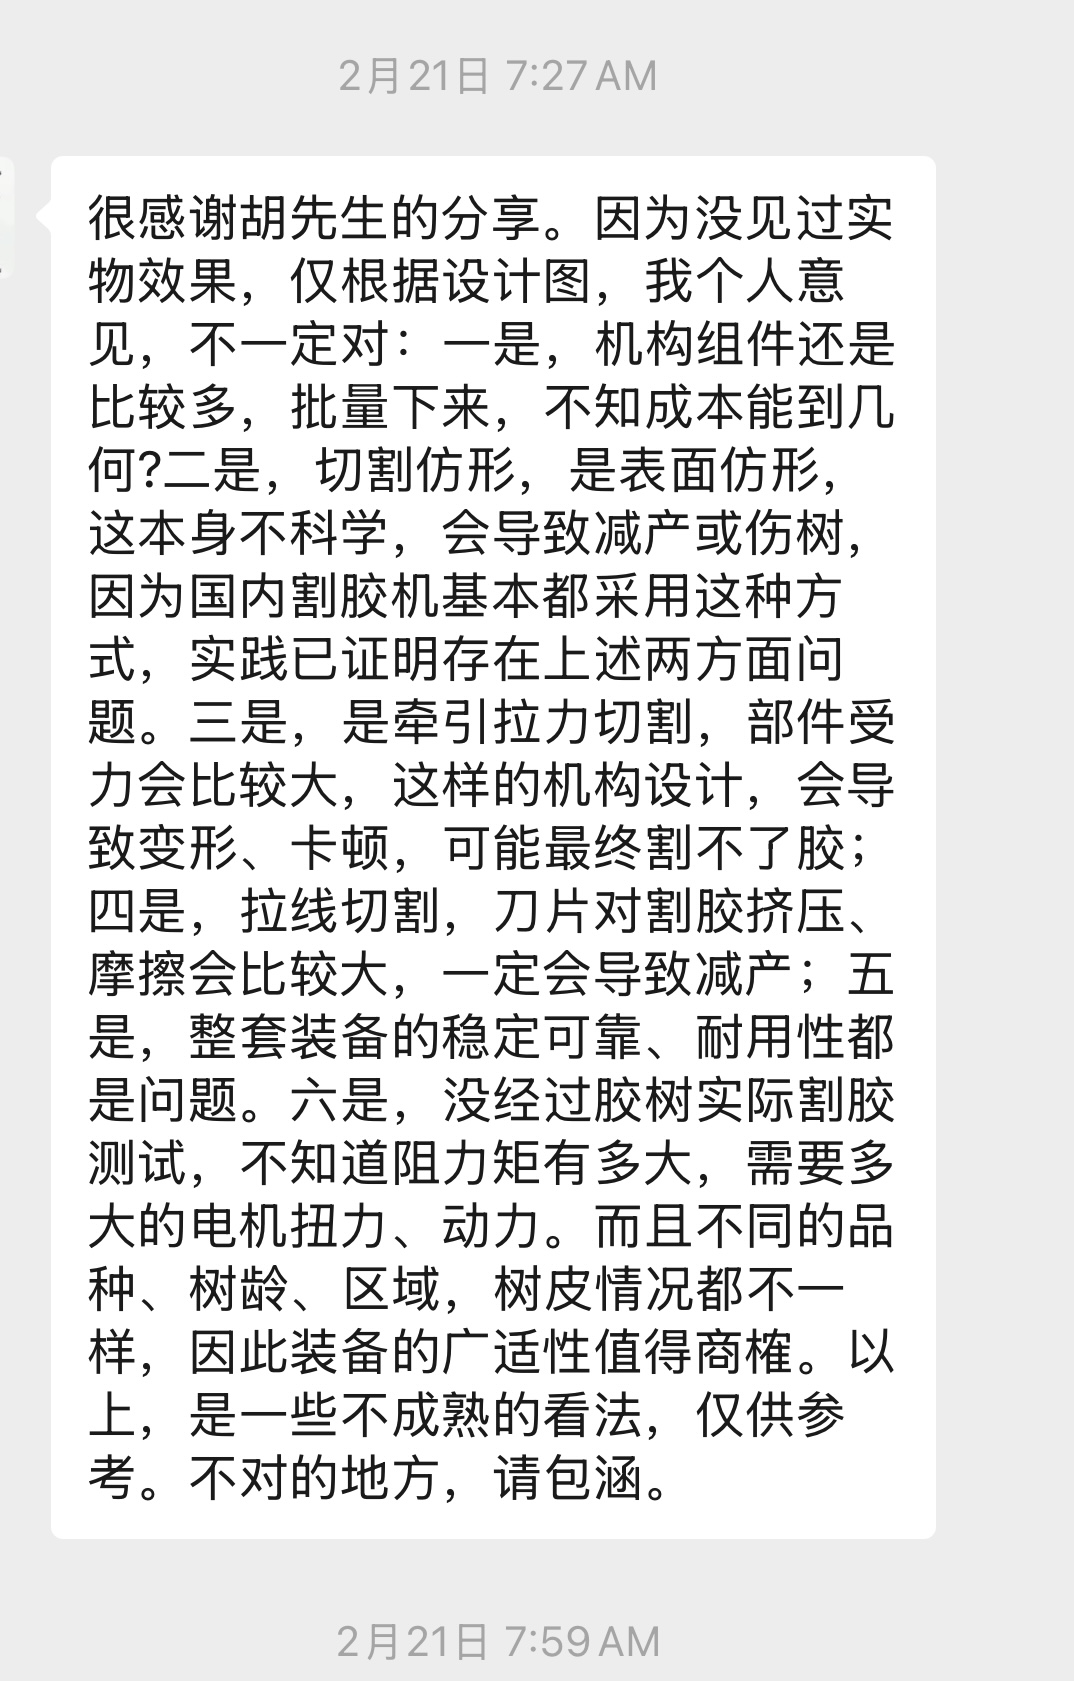 2月21日 7:27 AM
很感谢胡先生的分享。因为没见过实
物效果，仅根据设计图，我个人意
见，不一定对：一是，机构组件还是
比较多，批量下来，不知成本能到几
何?二是，切割仿形，是表面仿形，
这本身不科学，会导致减产或伤树，
因为国内割胶机基本都采用这种方
式，实践已证明存在上述两方面问
题。三是，是牵引拉力切割，部件受
力会比较大，这样的机构设计，会导
致变形、卡顿，可能最终割不了胶；
四是，拉线切割，刀片对割胶挤压、
摩擦会比较大，一定会导致减产；五
是，整套装备的稳定可靠、耐用性都
是问题。六是，没经过胶树实际割胶
测试，不知道阻力矩有多大，需要多
大的电机扭力、动力。而且不同的品
种、树龄、区域，树皮情况都不一
样，因此装备的广适性值得商榷。以
上，是一些不成熟的看法，仅供参
考。不对的地方，请包涵。
2月21日 7:59 AM